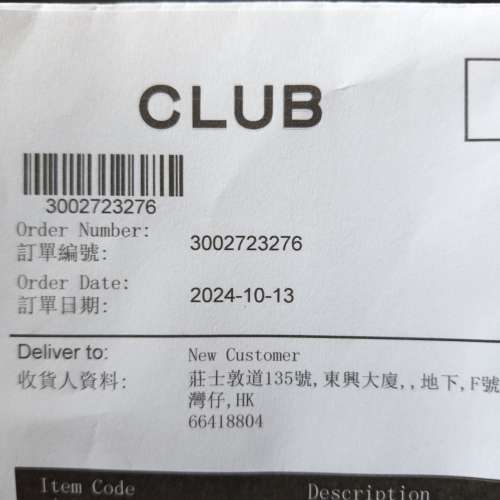 CLUB
3002723276
Order Number:
訂單編號:
3002723276
Order Date:
訂單日期:
2024-10-13
Deliver to:
收貨人資料:
New Customer
莊士敦道135號,東興大廈,,地下,F號
灣仔,HK
66418804
Item Code
Description